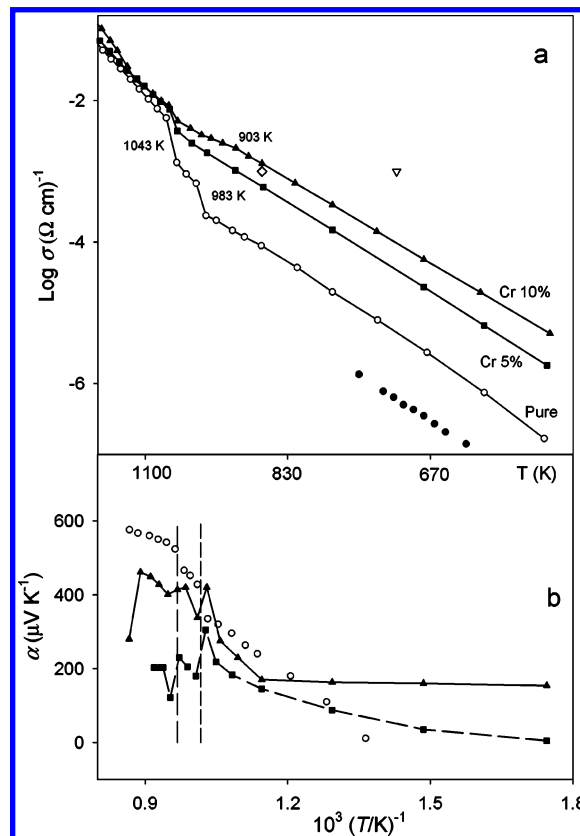 a
-2
903 K
1043 K
983 K
Log σ (Ω cm)-1
-4
Cr 10%
Cr 5%
-6
Pure
1100 830 670 T (K)
600
b
400
α (μV K-1)
200
0
0.9 1.2 1.5 1.8
10³ (T/K)-1